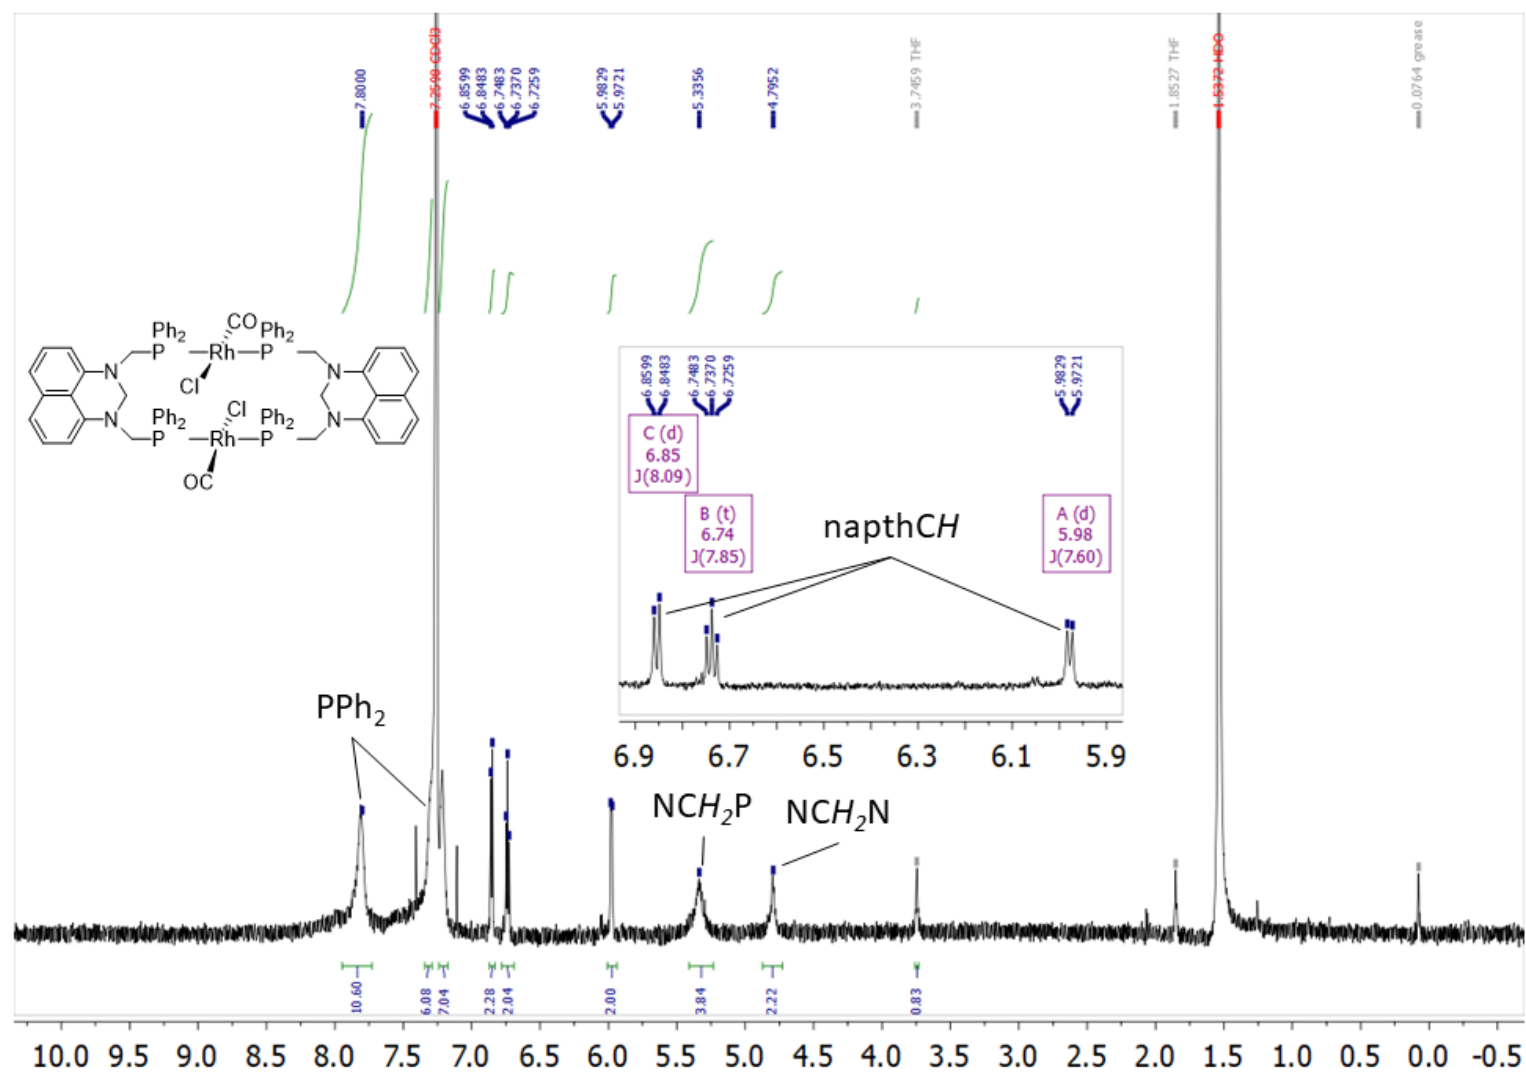 7.8000
7.2598 CDCl3
6.8599
6.8483
6.7483
6.7370
6.7259
5.9829
5.9721
5.3356
4.7952
3.7459 THF
1.8527 THF
1.5372 HDO
0.0764 grease
Ph2
CO
Ph2
N
P
Rh
P
N
Cl
N
Ph2
Cl
Ph2
N
P
Rh
P
OC
6.8599
6.8483
6.7483
6.7370
6.7259
5.9829
5.9721
C (d)
6.85
J(8.09)
B (t)
6.74
J(7.85)
A (d)
5.98
J(7.60)
napthCH
6.9 6.7 6.5 6.3 6.1 5.9
PPh2
NCH2P
NCH2N
10.60
6.08
7.04
2.28
2.04
2.00
3.84
2.22
0.83
10.0 9.5 9.0 8.5 8.0 7.5 7.0 6.5 6.0 5.5 5.0 4.5 4.0 3.5 3.0 2.5 2.0 1.5 1.0 0.5 0.0 -0.5